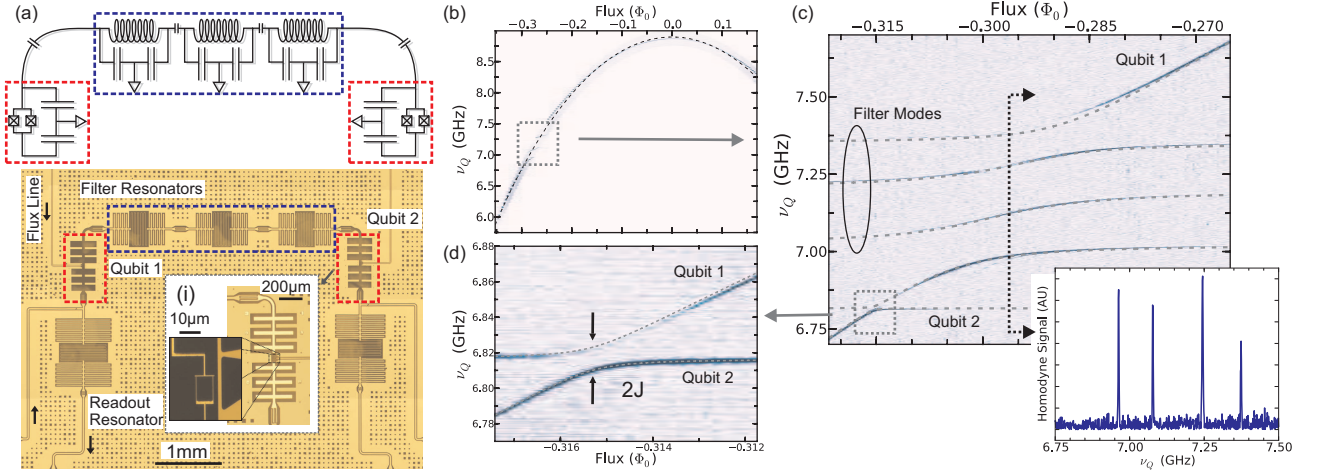 (a)
Flux Line
Filter Resonators
Qubit 2
Qubit 1
(i)
200µm
10µm
Readout
Resonator
1mm
(b)
Flux (Φ₀)
−0.3 −0.2 −0.1 0.0 0.1
ν_Q (GHz)
8.5
8.0
7.5
7.0
6.5
6.0
(d)
6.88
6.86
6.84
6.82
6.80
6.78
ν_Q (GHz)
Qubit 1
Qubit 2
2J
−0.316 −0.314 −0.312
Flux (Φ₀)
(c)
Flux (Φ₀)
−0.315 −0.300 −0.285 −0.270
ν_Q (GHz)
7.50
7.25
7.00
6.75
Qubit 1
Filter Modes
Qubit 2
Homodyne Signal (AU)
6.75 7.00 7.25 7.50
ν_Q (GHz)